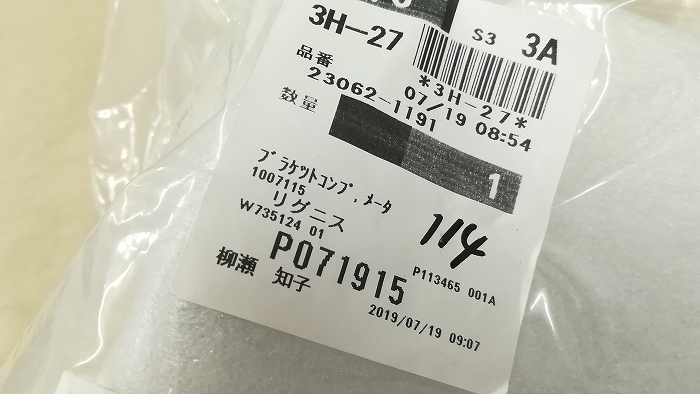 3H-27 S3 3A
*3H-27*
品番 07/19 08:54
23062-1191
数量
1
ブラケットコンプ,メータ
1007115
リグニス
W735124 01
114
P113465 001A
P071915
柳瀬 知子
2019/07/19 09:07